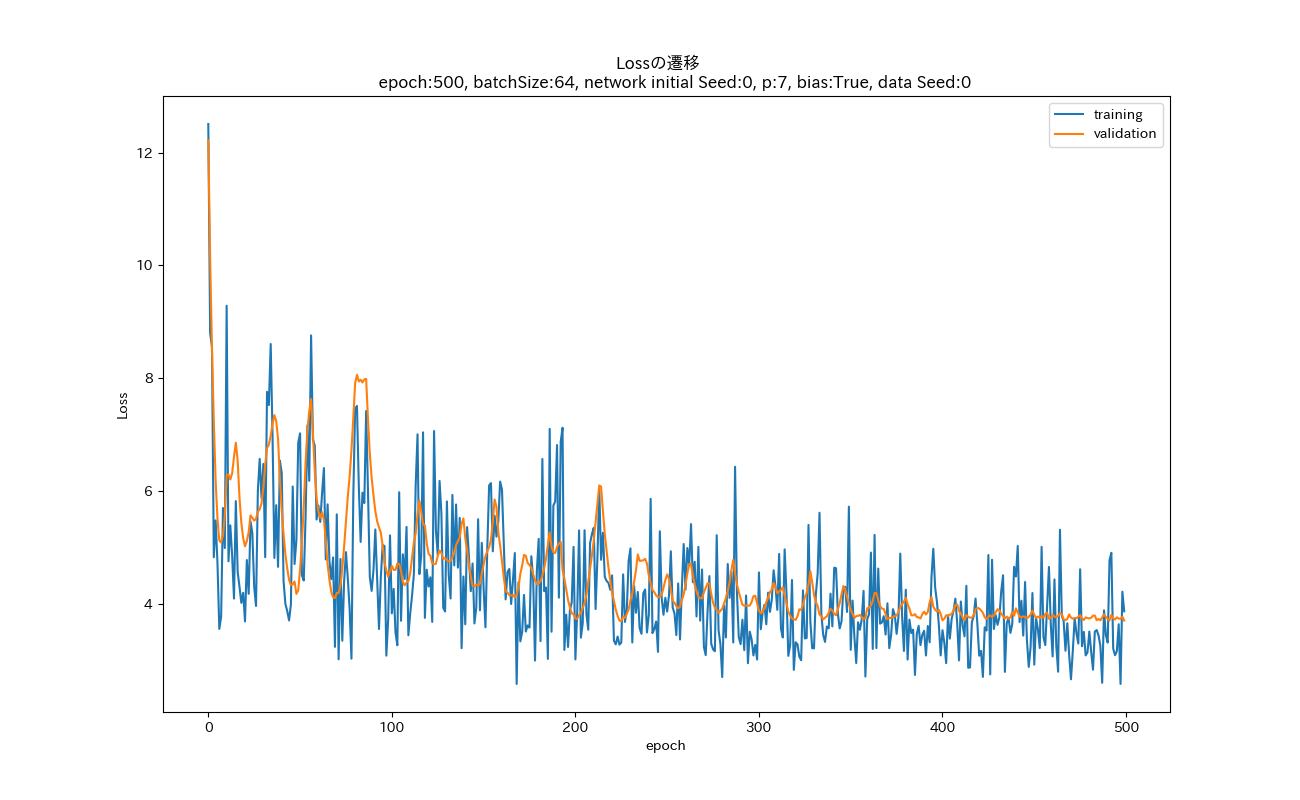 Lossの遷移
epoch:500, batchSize:64, network initial Seed:0, p:7, bias:True, data Seed:0
training
validation
12
10
8
6
4
Loss
0
100
200
300
400
500
epoch